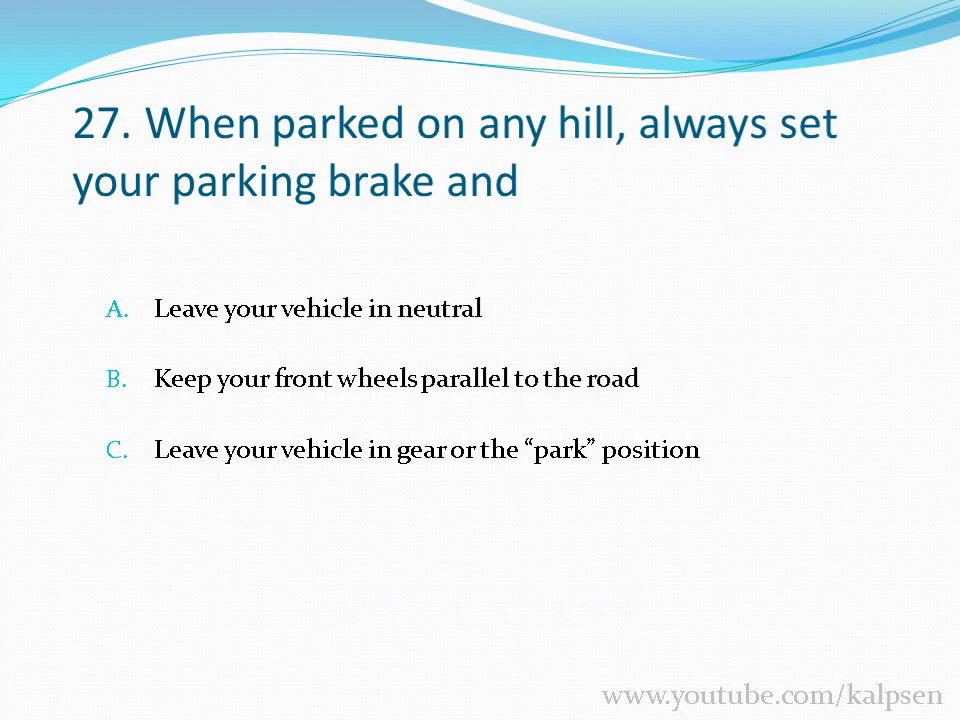 27. When parked on any hill, always set
your parking brake and
A. Leave your vehicle in neutral
B. Keep your front wheels parallel to the road
C. Leave your vehicle in gear or the “park” position
www.youtube.com/kalpsen